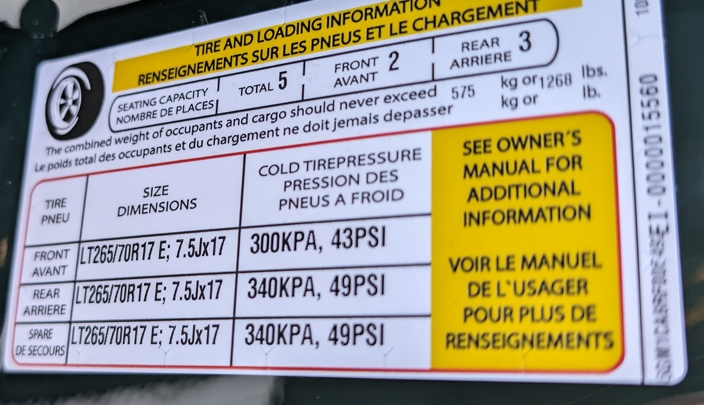 TIRE AND LOADING INFORMATION
RENSEIGNEMENTS SUR LES PNEUS ET LE CHARGEMENT
SEATING CAPACITY
NOMBRE DE PLACES
TOTAL 5
FRONT
AVANT 2
REAR
ARRIERE 3
The combined weight of occupants and cargo should never exceed 575 kg or 1268 lbs.
Le poids total des occupants et du chargement ne doit jamais depasser kg or lb.
TIRE
PNEU
SIZE
DIMENSIONS
COLD TIREPRESSURE
PRESSION DES
PNEUS A FROID
FRONT
AVANT
LT265/70R17 E; 7.5Jx17
300KPA, 43PSI
REAR
ARRIERE
LT265/70R17 E; 7.5Jx17
340KPA, 49PSI
SPARE
DE SECOURS
LT265/70R17 E; 7.5Jx17
340KPA, 49PSI
SEE OWNER'S
MANUAL FOR
ADDITIONAL
INFORMATION
VOIR LE MANUEL
DE L'USAGER
POUR PLUS DE
RENSEIGNEMENTS
EI-0000015560